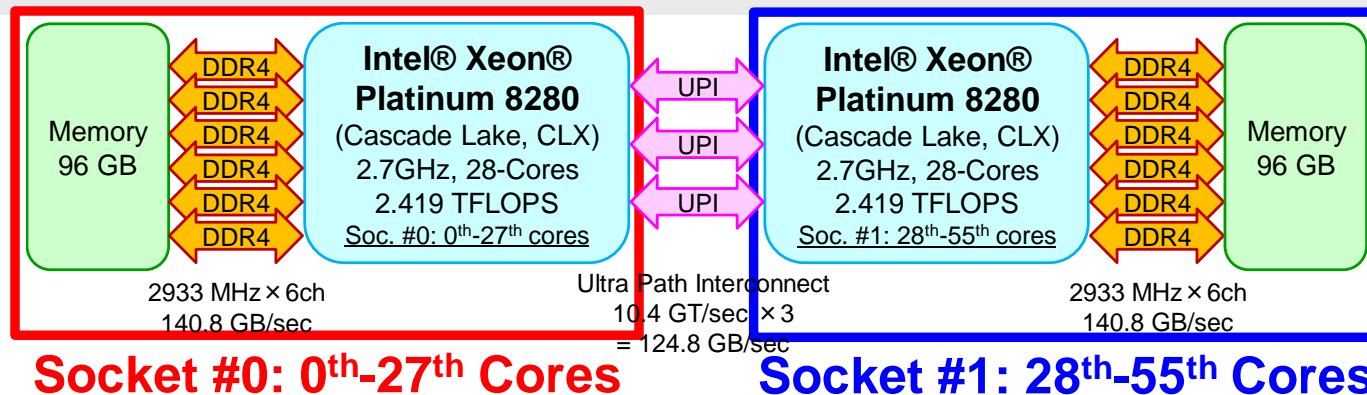 Memory
96 GB
DDR4
DDR4
DDR4
DDR4
DDR4
DDR4
Intel® Xeon®
Platinum 8280
(Cascade Lake, CLX)
2.7GHz, 28-Cores
2.419 TFLOPS
Soc. #0: 0th-27th cores
UPI
UPI
UPI
Intel® Xeon®
Platinum 8280
(Cascade Lake, CLX)
2.7GHz, 28-Cores
2.419 TFLOPS
Soc. #1: 28th-55th cores
DDR4
DDR4
DDR4
DDR4
DDR4
DDR4
Memory
96 GB
2933 MHz×6ch
140.8 GB/sec
Ultra Path Interconnect
10.4 GT/sec ×3
= 124.8 GB/sec
2933 MHz×6ch
140.8 GB/sec
Socket #0: 0th-27th Cores
Socket #1: 28th-55th Cores